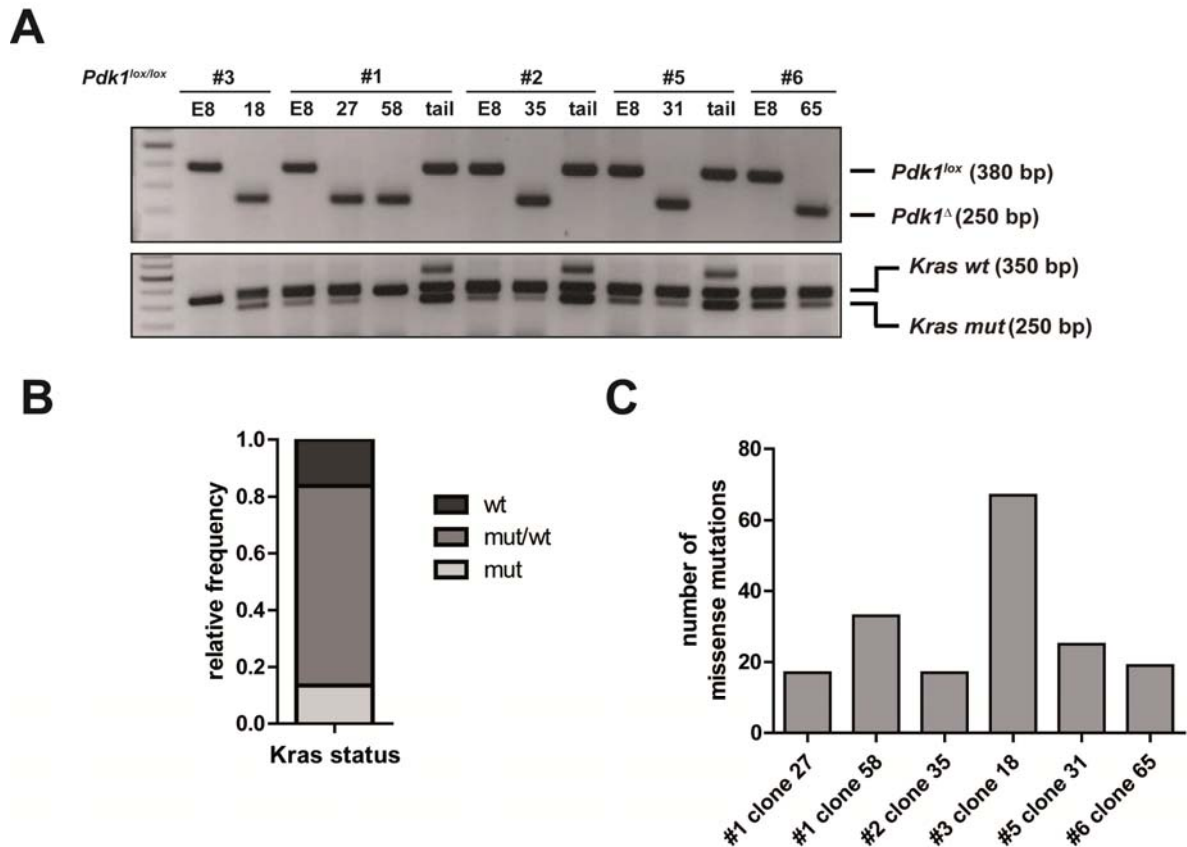 A
Pdk1lox/lox #3 #1 #2 #5 #6
E8 18 E8 27 58 tail E8 35 tail E8 31 tail E8 65
Pdk1lox (380 bp)
Pdk1Δ (250 bp)
Kras wt (350 bp)
Kras mut (250 bp)
B
relative frequency
1.0
0.8
0.6
0.4
0.2
0.0
Kras status
wt
mut/wt
mut
C
number of
missense mutations
80
60
40
20
0
#1 clone 27
#1 clone 58
#2 clone 35
#3 clone 18
#5 clone 31
#6 clone 65